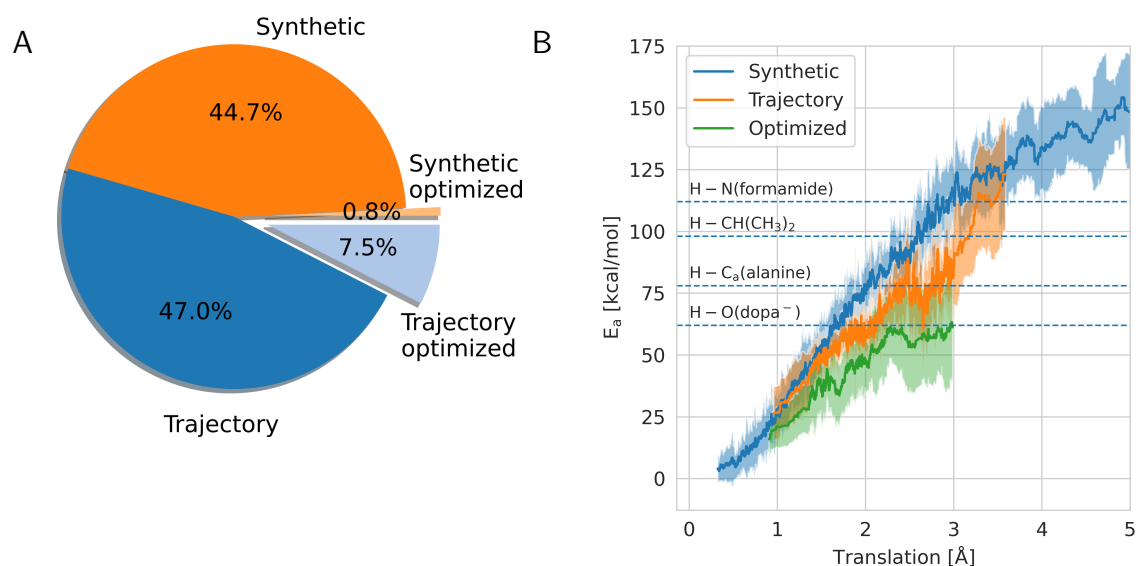 A
Synthetic
44.7%
Synthetic
optimized
0.8%
7.5%
47.0%
Trajectory
optimized
Trajectory
B
175
150
125
100
75
50
25
0
E_a [kcal/mol]
Synthetic
Trajectory
Optimized
H − N(formamide)
H − CH(CH₃)₂
H − Cₐ(alanine)
H − O(dopa⁻)
0 1 2 3 4 5
Translation [Å]